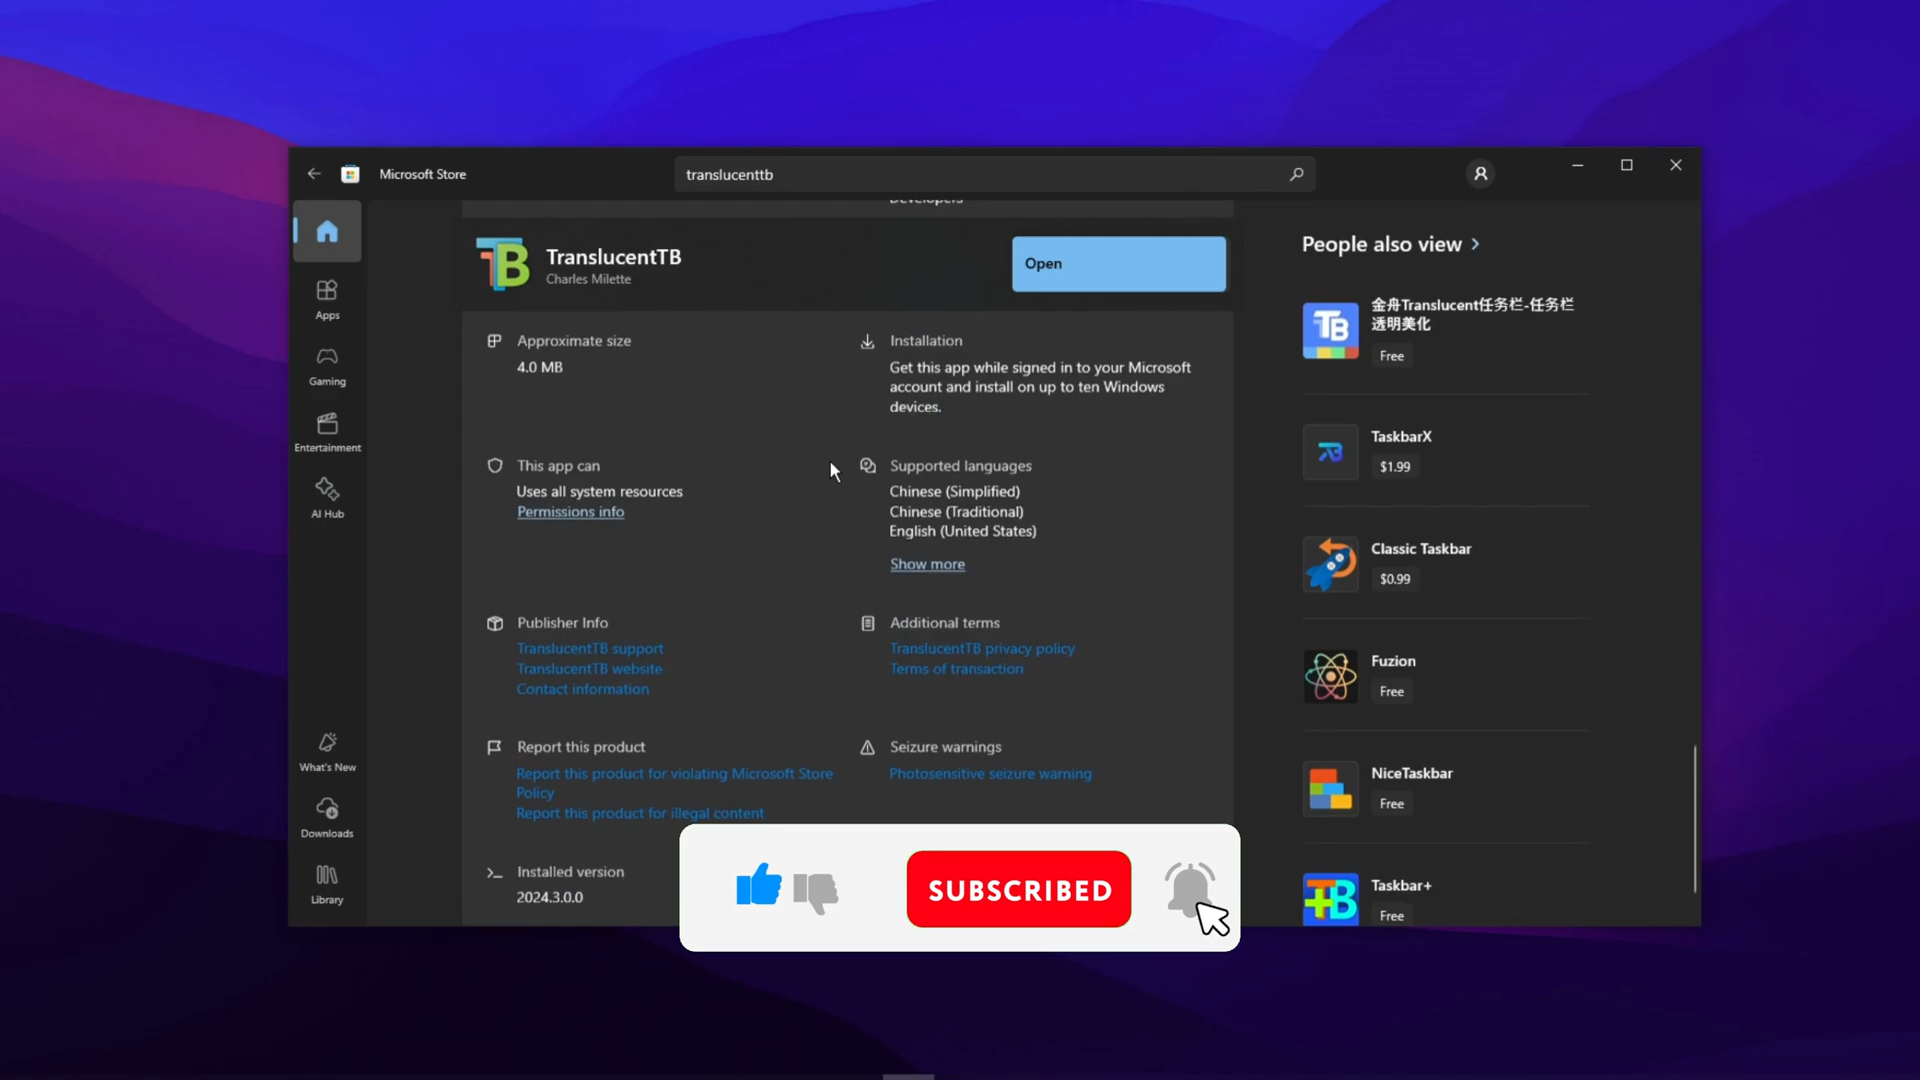 Microsoft Store
translucenttb
Developers
TranslucentTB
Charles Milette
Open
Approximate size
4.0 MB
Installation
Get this app while signed in to your Microsoft
account and install on up to ten Windows
devices.
This app can
Uses all system resources
Permissions info
Supported languages
Chinese (Simplified)
Chinese (Traditional)
English (United States)
Show more
Publisher Info
TranslucentTB support
TranslucentTB website
Contact information
Additional terms
TranslucentTB privacy policy
Terms of transaction
Report this product
Report this product for violating Microsoft Store
Policy
Report this product for illegal content
Seizure warnings
Photosensitive seizure warning
Installed version
2024.3.0.0
Apps
Gaming
Entertainment
AI Hub
What's New
Downloads
Library
People also view
金舟Translucent任务栏-任务栏
透明美化
Free
TaskbarX
$1.99
Classic Taskbar
$0.99
Fuzion
Free
NiceTaskbar
Free
Taskbar+
Free
SUBSCRIBED